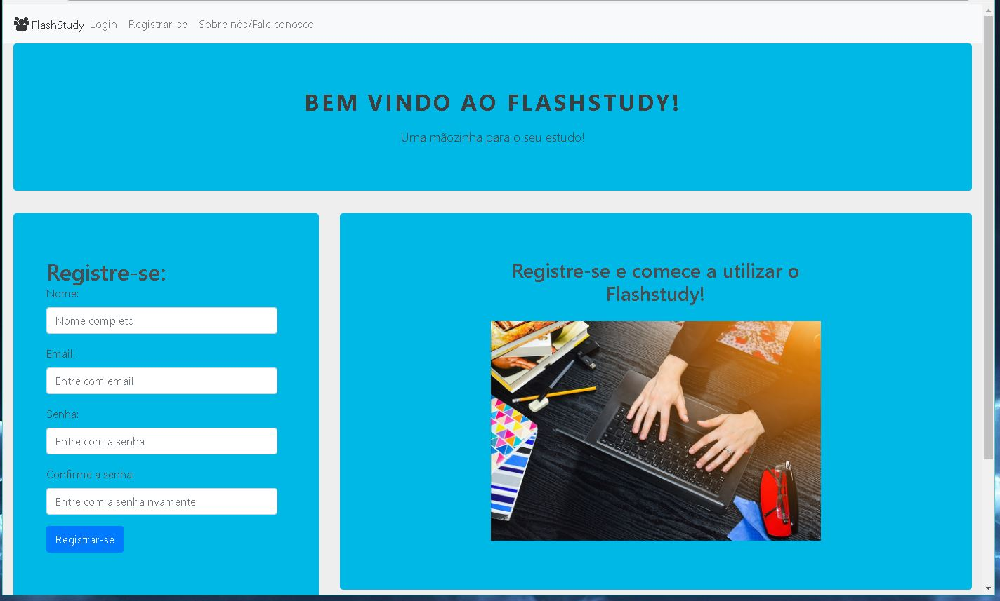 FlashStudy Login Registrar-se Sobre nós/Fale conosco
BEM VINDO AO FLASHSTUDY!
Uma mãozinha para o seu estudo!
Registre-se:
Nome:
Nome completo
Email:
Entre com email
Senha:
Entre com a senha
Confirme a senha:
Entre com a senha nvamente
Registrar-se
Registre-se e comece a utilizar o
Flashstudy!